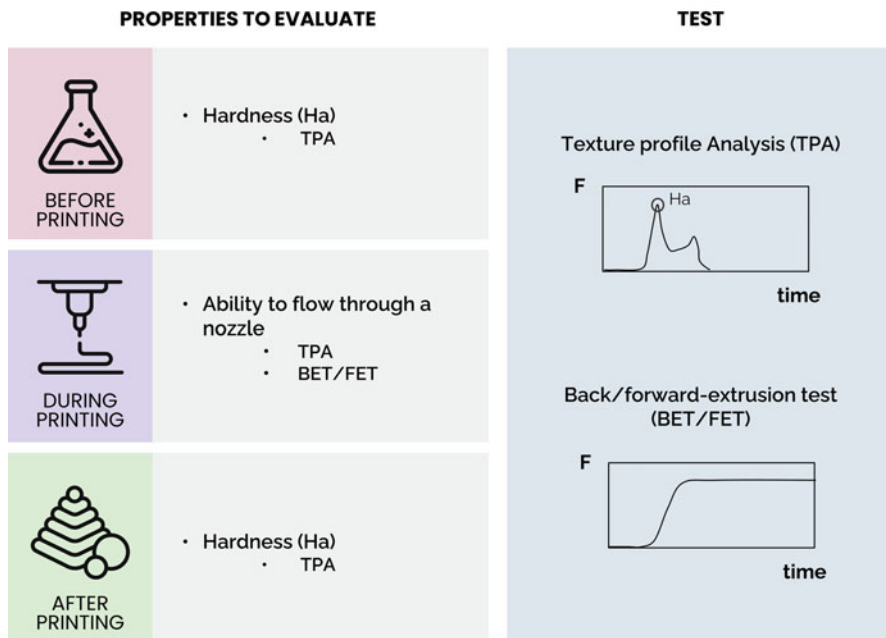 PROPERTIES TO EVALUATE
TEST
BEFORE
PRINTING
• Hardness (Ha)
• TPA
DURING
PRINTING
• Ability to flow through a
nozzle
• TPA
• BET/FET
AFTER
PRINTING
• Hardness (Ha)
• TPA
Texture profile Analysis (TPA)
F
Ha
time
Back/forward-extrusion test
(BET/FET)
F
time